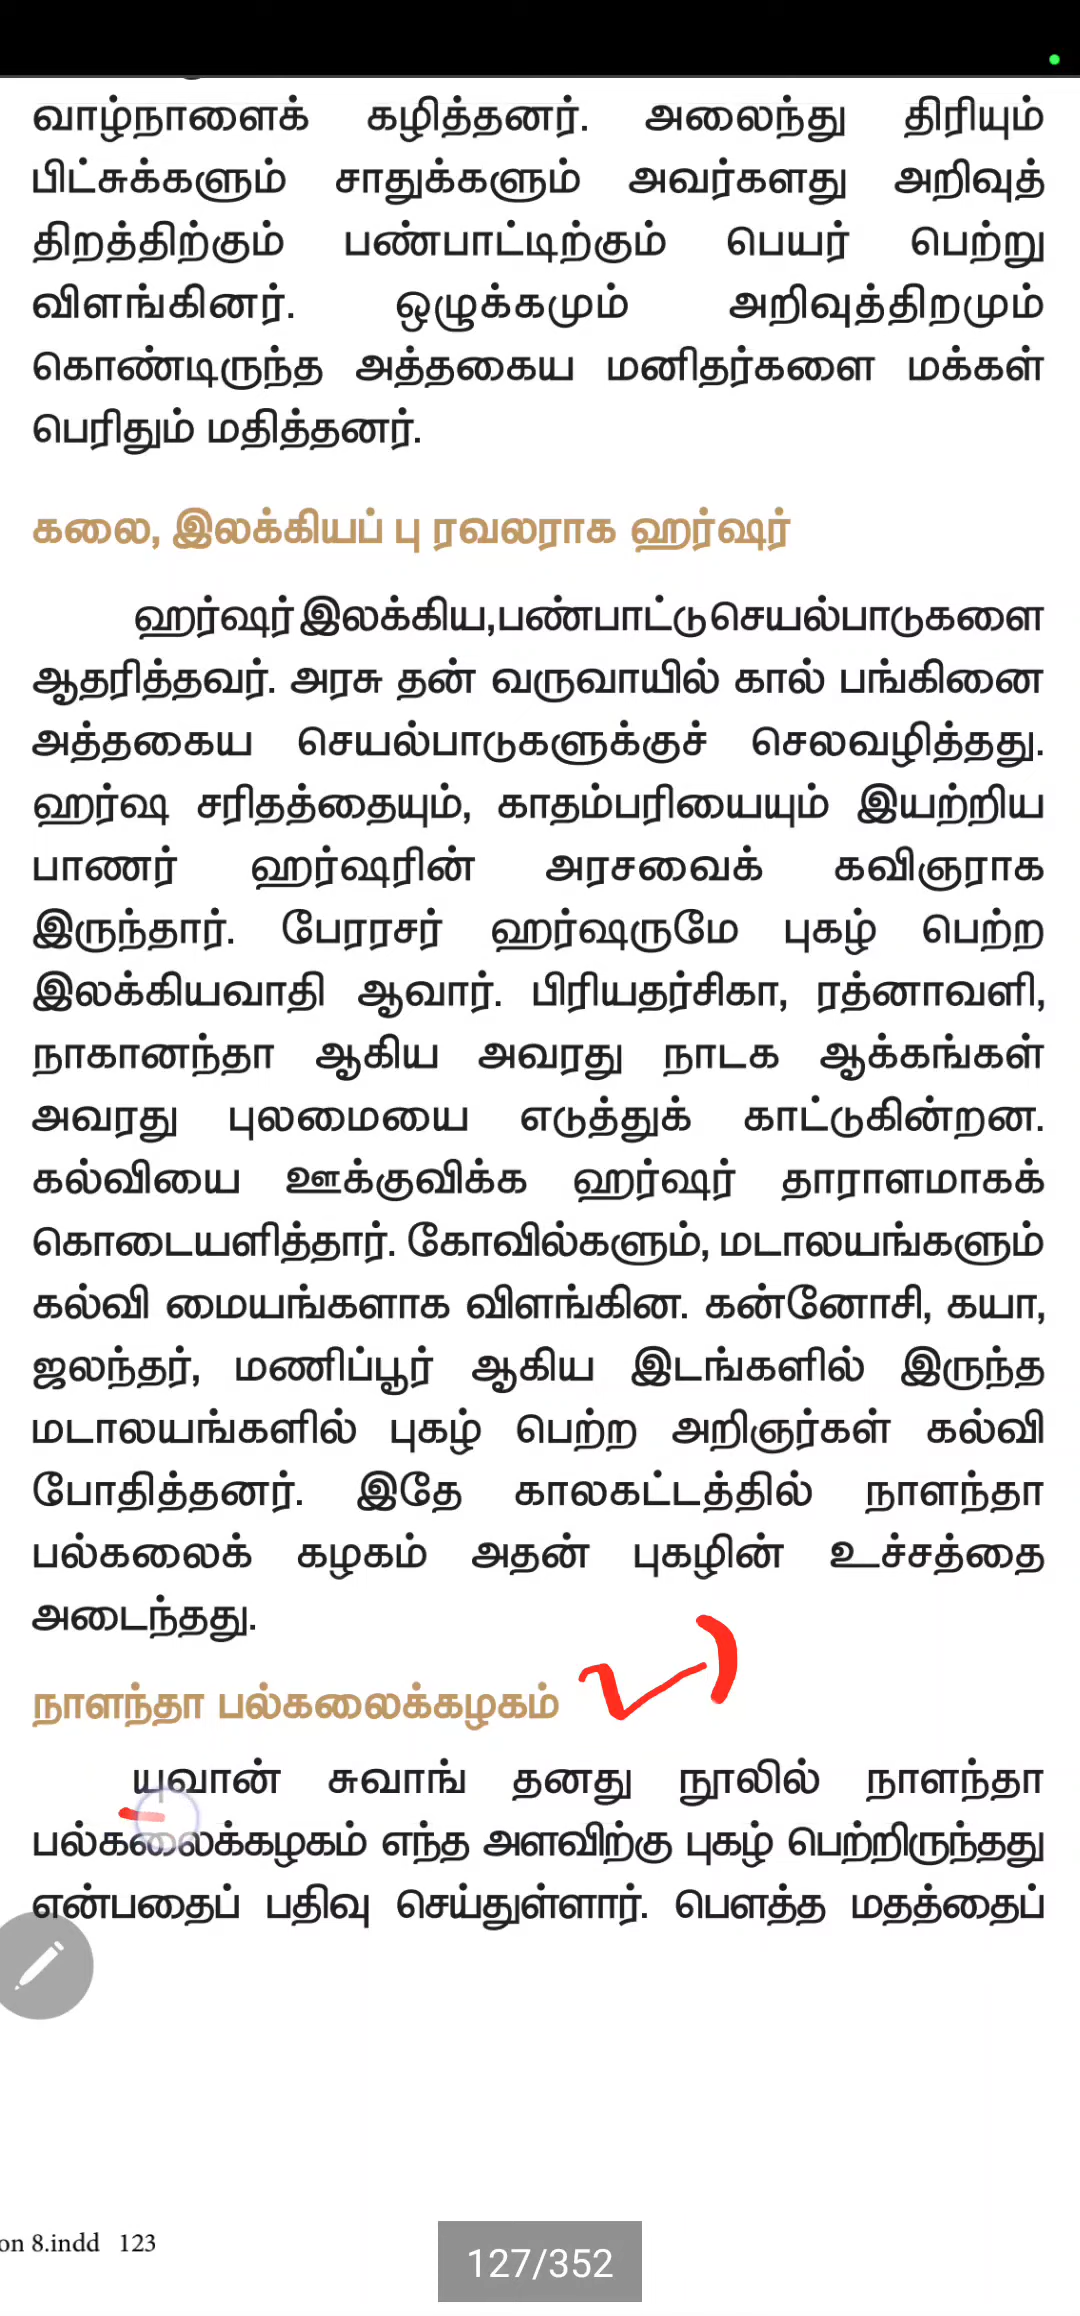 வாழ்நாளைக் கழித்தனர். அலைந்து திரியும்
பிட்சுக்களும் சாதுக்களும் அவர்களது அறிவுத்
திறத்திற்கும் பண்பாட்டிற்கும் பெயர் பெற்று
விளங்கினர். ஒழுக்கமும் அறிவுத்திறமும்
கொண்டிருந்த அத்தகைய மனிதர்களை மக்கள்
பெரிதும் மதித்தனர்.
கலை, இலக்கியப் பு ரவலராக ஹர்ஷர்
ஹர்ஷர் இலக்கிய,பண்பாட்டு செயல்பாடுகளை
ஆதரித்தவர். அரசு தன் வருவாயில் கால் பங்கினை
அத்தகைய செயல்பாடுகளுக்குச் செலவழித்தது.
ஹர்ஷ சரிதத்தையும், காதம்பரியையும் இயற்றிய
பாணர் ஹர்ஷரின் அரசவைக் கவிஞராக
இருந்தார். பேரரசர் ஹர்ஷருமே புகழ் பெற்ற
இலக்கியவாதி ஆவார். பிரியதர்சிகா, ரத்னாவளி,
நாகானந்தா ஆகிய அவரது நாடக ஆக்கங்கள்
அவரது புலமையை எடுத்துக் காட்டுகின்றன.
கல்வியை ஊக்குவிக்க ஹர்ஷர் தாராளமாகக்
கொடையளித்தார். கோவில்களும், மடாலயங்களும்
கல்வி மையங்களாக விளங்கின. கன்னோசி, கயா,
ஜலந்தர், மணிப்பூர் ஆகிய இடங்களில் இருந்த
மடாலயங்களில் புகழ் பெற்ற அறிஞர்கள் கல்வி
போதித்தனர். இதே காலகட்டத்தில் நாளந்தா
பல்கலைக் கழகம் அதன் புகழின் உச்சத்தை
அடைந்தது.
நாளந்தா பல்கலைக்கழகம்
யுவான் சுவாங் தனது நூலில் நாளந்தா
பல்கலைக்கழகம் எந்த அளவிற்கு புகழ் பெற்றிருந்தது
என்பதைப் பதிவு செய்துள்ளார். பௌத்த மதத்தைப்
on 8.indd 123
127/352